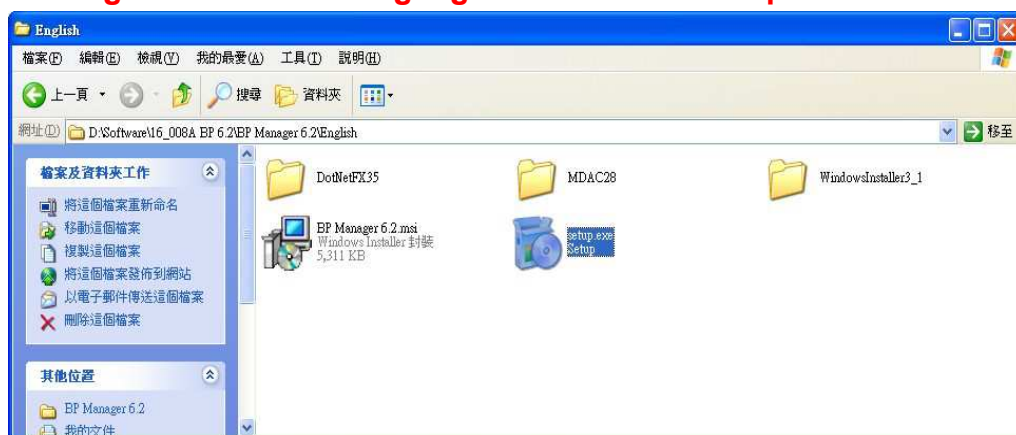 English
檔案(F) 編輯(E) 檢視(V) 我的最愛(A) 工具(T) 說明(H)
上一頁 搜尋 資料夾
網址(D) D:\Software\16_008A BP 6.2\BP Manager 6.2\English 移至
檔案及資料夾工作
將這個檔案重新命名
移動這個檔案
複製這個檔案
將這個檔案發佈到網站
以電子郵件傳送這個檔案
刪除這個檔案
其他位置
BP Manager 6.2
我的文件
DotNetFX35
MDAC28
WindowsInstaller3_1
BP Manager 6.2.msi
Windows Installer 封裝
5,311 KB
setup.exe
Setup